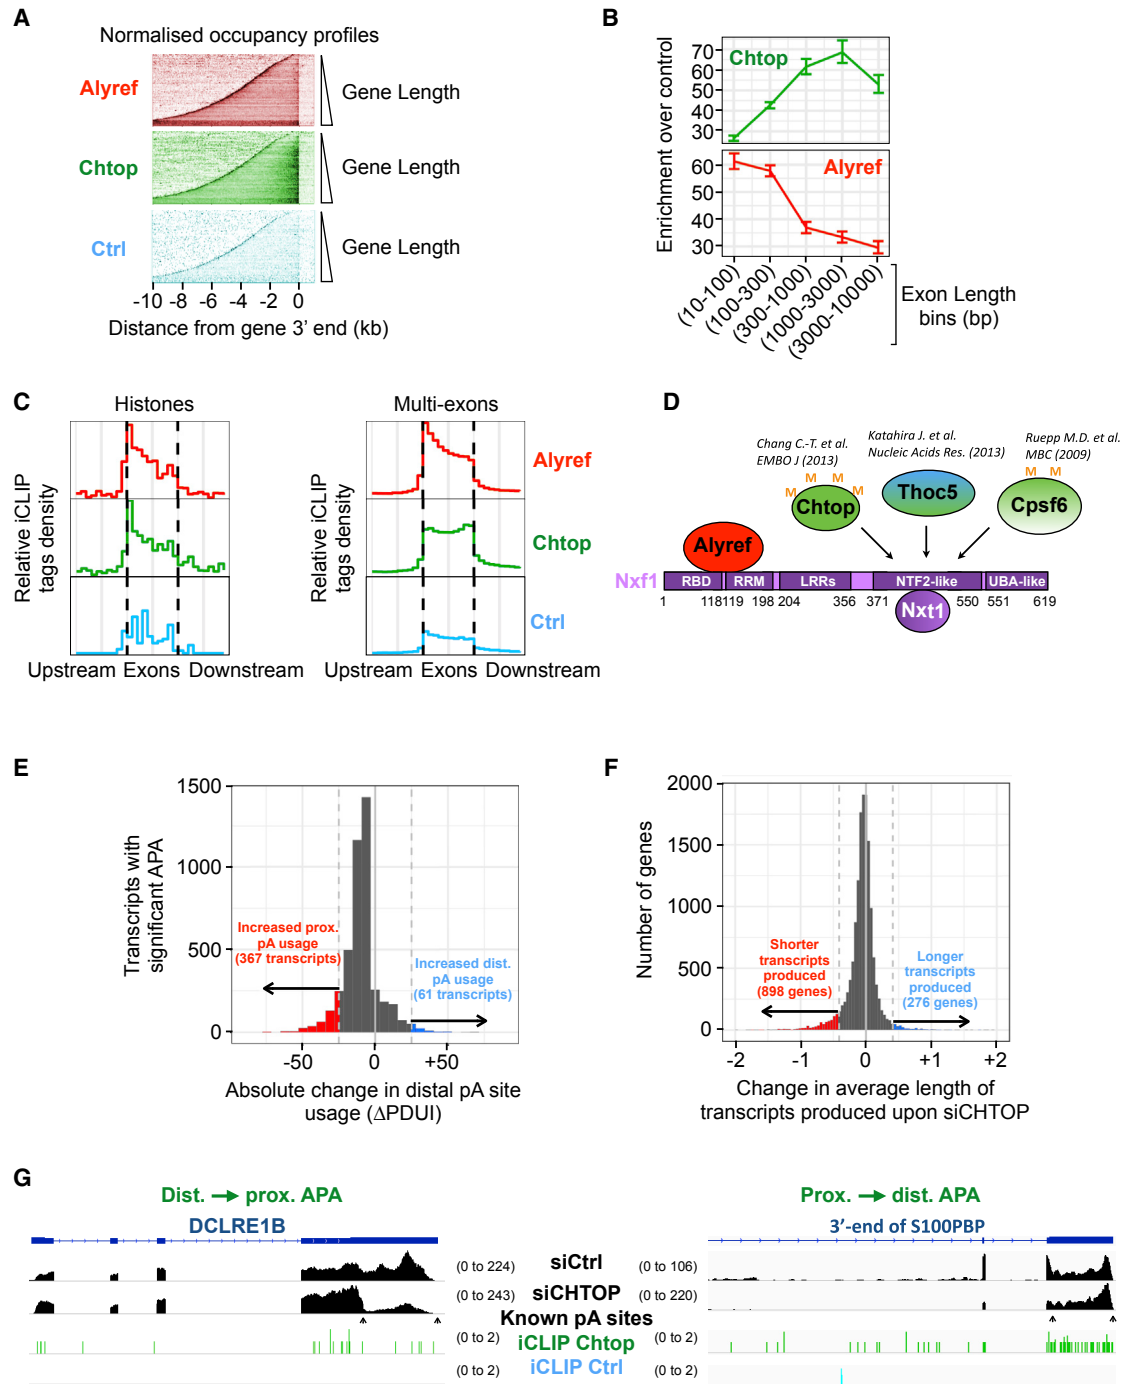 A
Normalised occupancy profiles
Alyref
Gene Length
Chtop
Gene Length
Ctrl
Gene Length
-10 -8 -6 -4 -2 0
Distance from gene 3' end (kb)
B
Enrichment over control
70
60
50
40
30
Chtop
60
50
40
30
Alyref
(10-100)
(100-300)
(300-1000)
(1000-3000)
(3000-10000)
Exon Length
bins (bp)
C
Histones
Multi-exons
Relative iCLIP
tags density
Relative iCLIP
tags density
Alyref
Chtop
Ctrl
Upstream Exons Downstream
Upstream Exons Downstream
D
Chang C.-T. et al.
EMBO J (2013)
Katahira J. et al.
Nucleic Acids Res. (2013)
Ruepp M.D. et al.
MBC (2009)
M M M M
M M
Chtop
Thoc5
Cpsf6
Alyref
Nxf1
RBD RRM LRRs NTF2-like UBA-like
1 118 119 198 204 356 371 550 551 619
Nxt1
E
Transcripts with
significant APA
1500
1000
500
0
Increased prox.
pA usage
(367 transcripts)
Increased dist.
pA usage
(61 transcripts)
-50 0 +50
Absolute change in distal pA site
usage (ΔPDUI)
F
Number of genes
2000
1500
1000
500
0
Shorter
transcripts
produced
(898 genes)
Longer
transcripts
produced
(276 genes)
-2 -1 0 +1 +2
Change in average length of
transcripts produced upon siCHTOP
G
Dist. → prox. APA
Prox. → dist. APA
DCLRE1B
3'-end of S100PBP
(0 to 224) siCtrl (0 to 106)
(0 to 243) siCHTOP (0 to 220)
Known pA sites
(0 to 2) iCLIP Chtop (0 to 2)
(0 to 2) iCLIP Ctrl (0 to 2)